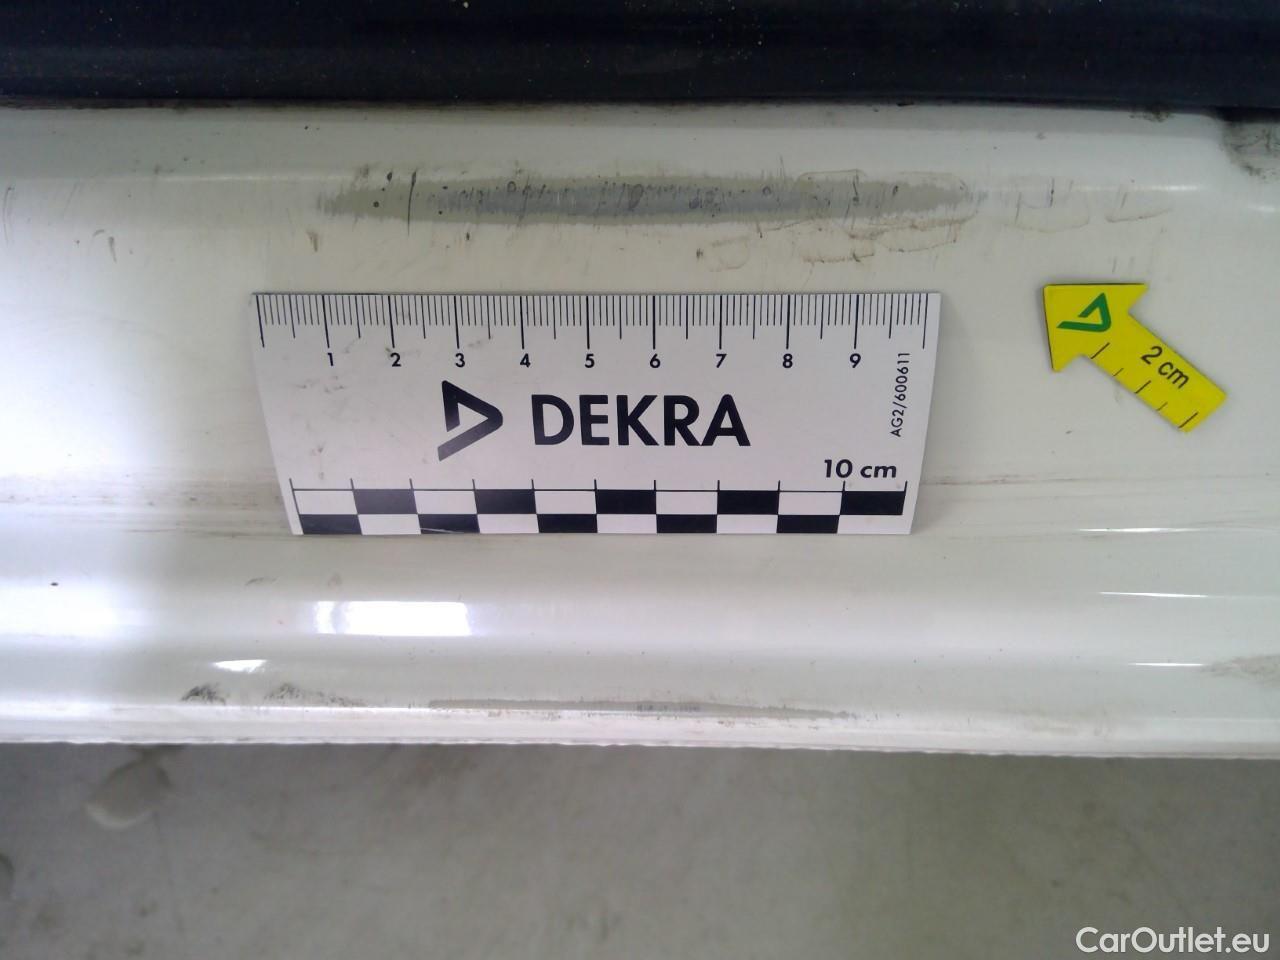 1 2 3 4 5 6 7 8 9
AG2/600611
DEKRA
10 cm
2 cm
CarOutlet.eu